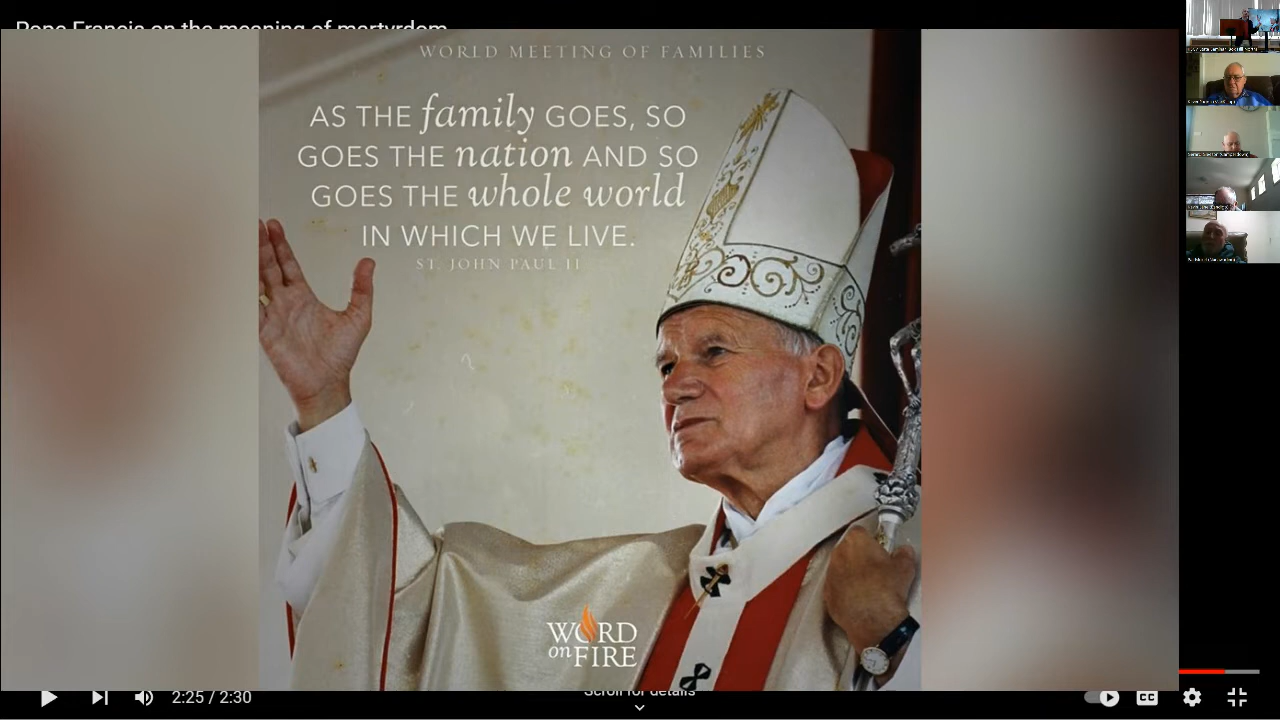 Pope Francis on the meaning of martyrdom
WORLD MEETING OF FAMILIES
AS THE family GOES, SO
GOES THE nation AND SO
GOES THE whole world
IN WHICH WE LIVE.
ST. JOHN PAUL II
WORD
on FIRE
2:25 / 2:30
Scroll for details
CC